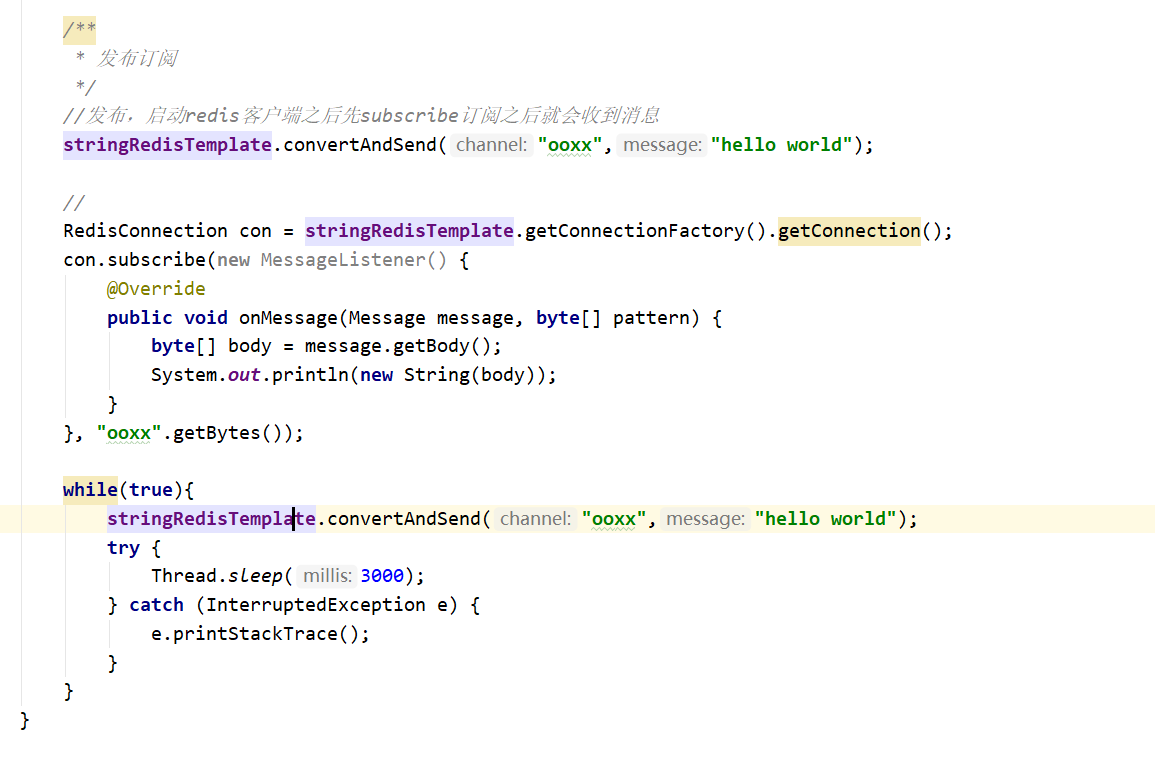 /**
 * 发布订阅
 */
//发布，启动redis客户端之后先subscribe订阅之后就会收到消息
stringRedisTemplate.convertAndSend( channel: "ooxx", message: "hello world");
//
RedisConnection con = stringRedisTemplate.getConnectionFactory().getConnection();
con.subscribe(new MessageListener() {
@Override
public void onMessage(Message message, byte[] pattern) {
byte[] body = message.getBody();
System.out.println(new String(body));
}
}, "ooxx".getBytes());
while(true){
stringRedisTemplate.convertAndSend( channel: "ooxx", message: "hello world");
try {
Thread.sleep( millis: 3000);
} catch (InterruptedException e) {
e.printStackTrace();
}
}
}